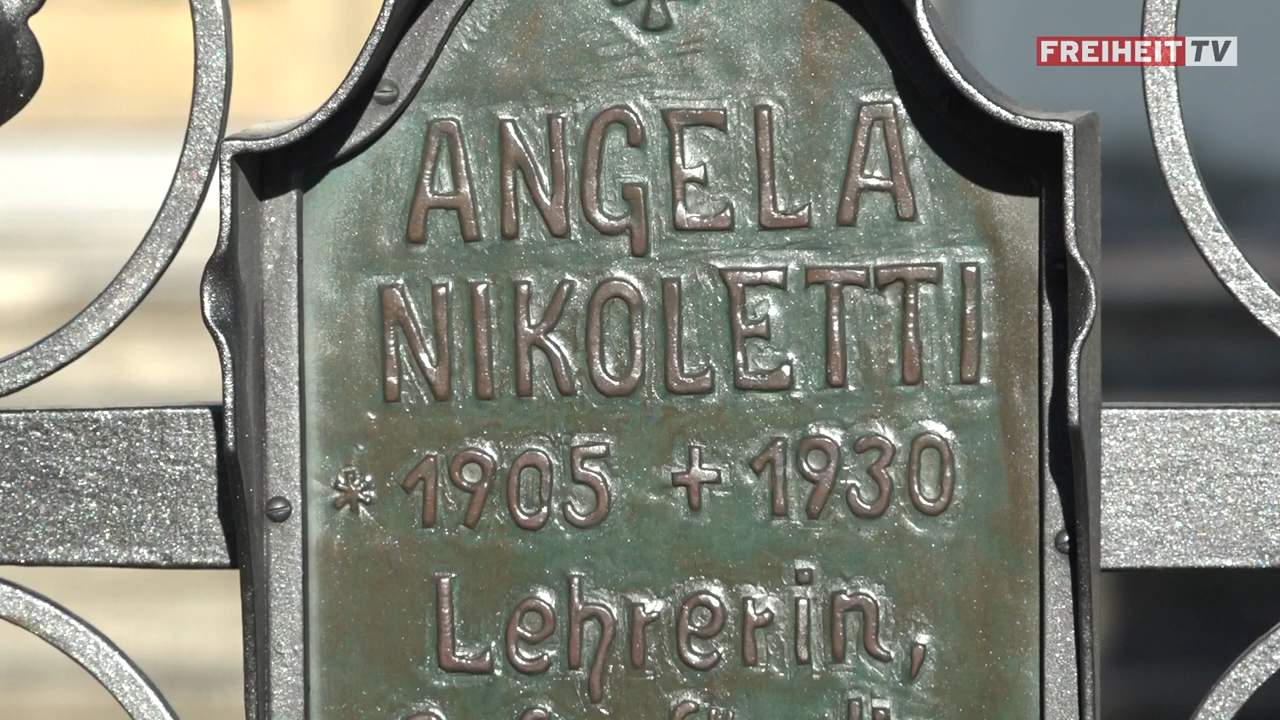 FREIHEIT TV
ANGELA
NIKOLETTI
* 1905 + 1930
Lehrerin,